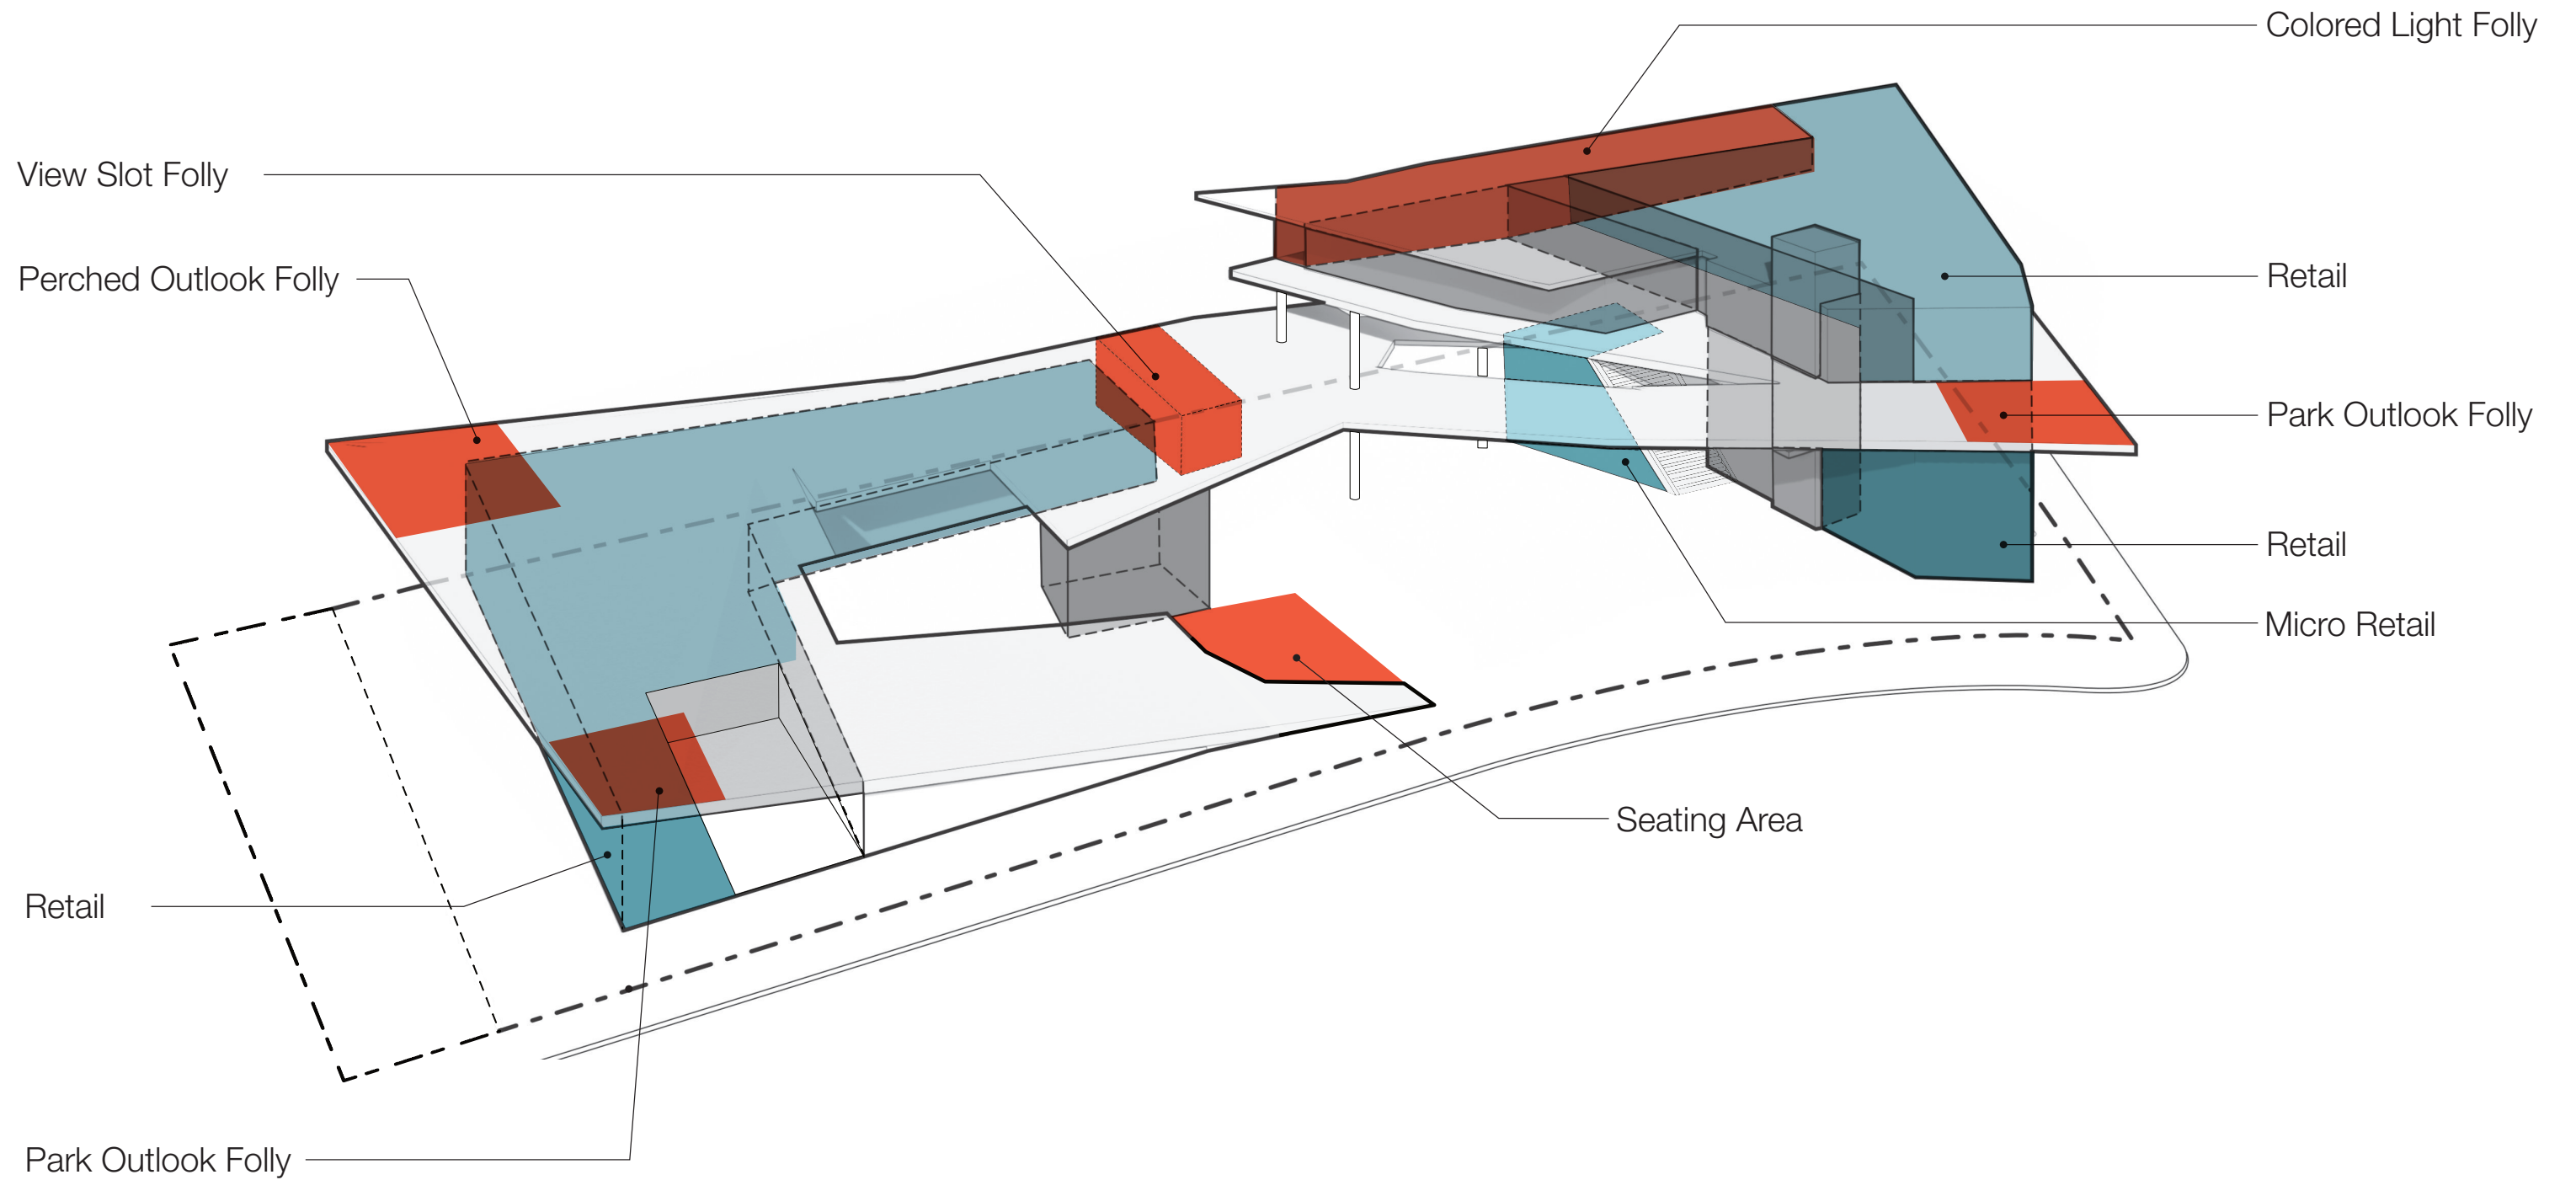 Colored Light Folly
View Slot Folly
Perched Outlook Folly
Retail
Park Outlook Folly
Retail
Micro Retail
Seating Area
Retail
Park Outlook Folly